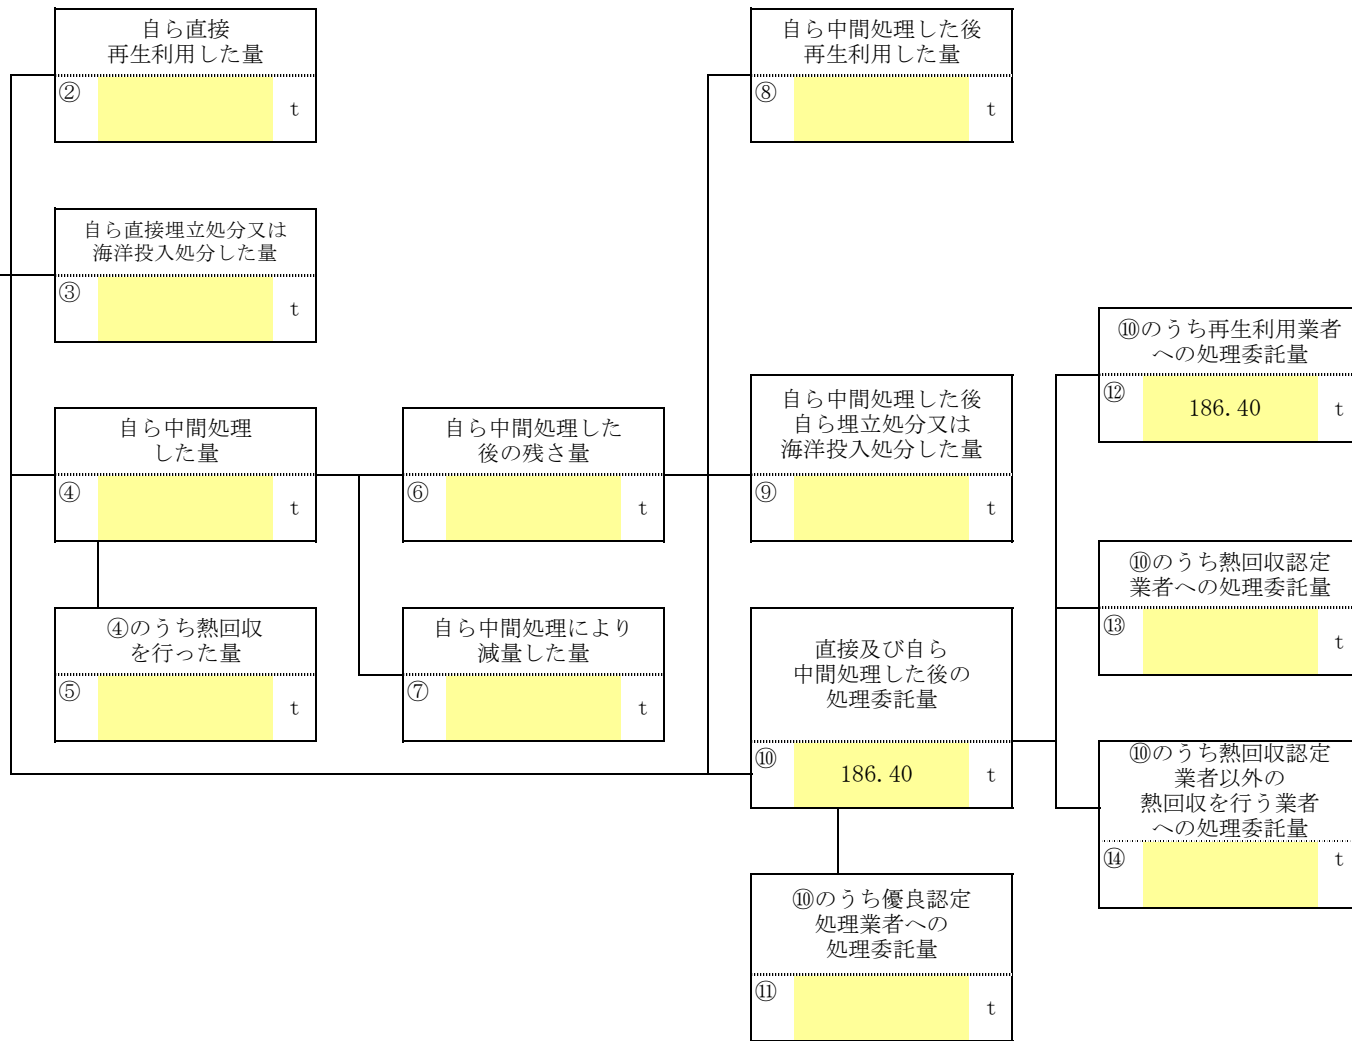 自ら直接
再生利用した量
②
t
自ら中間処理した後
再生利用した量
⑧
t
自ら直接埋立処分又は
海洋投入処分した量
③
t
⑩のうち再生利用業者
への処理委託量
⑫
186.40
t
自ら中間処理
した量
④
t
自ら中間処理した
後の残さ量
⑥
t
自ら中間処理した後
自ら埋立処分又は
海洋投入処分した量
⑨
t
⑩のうち熱回収認定
業者への処理委託量
⑬
t
④のうち熱回収
を行った量
⑤
t
自ら中間処理により
減量した量
⑦
t
直接及び自ら
中間処理した後の
処理委託量
⑩
186.40
t
⑩のうち熱回収認定
業者以外の
熱回収を行う業者
への処理委託量
⑭
t
⑩のうち優良認定
処理業者への
処理委託量
⑪
t